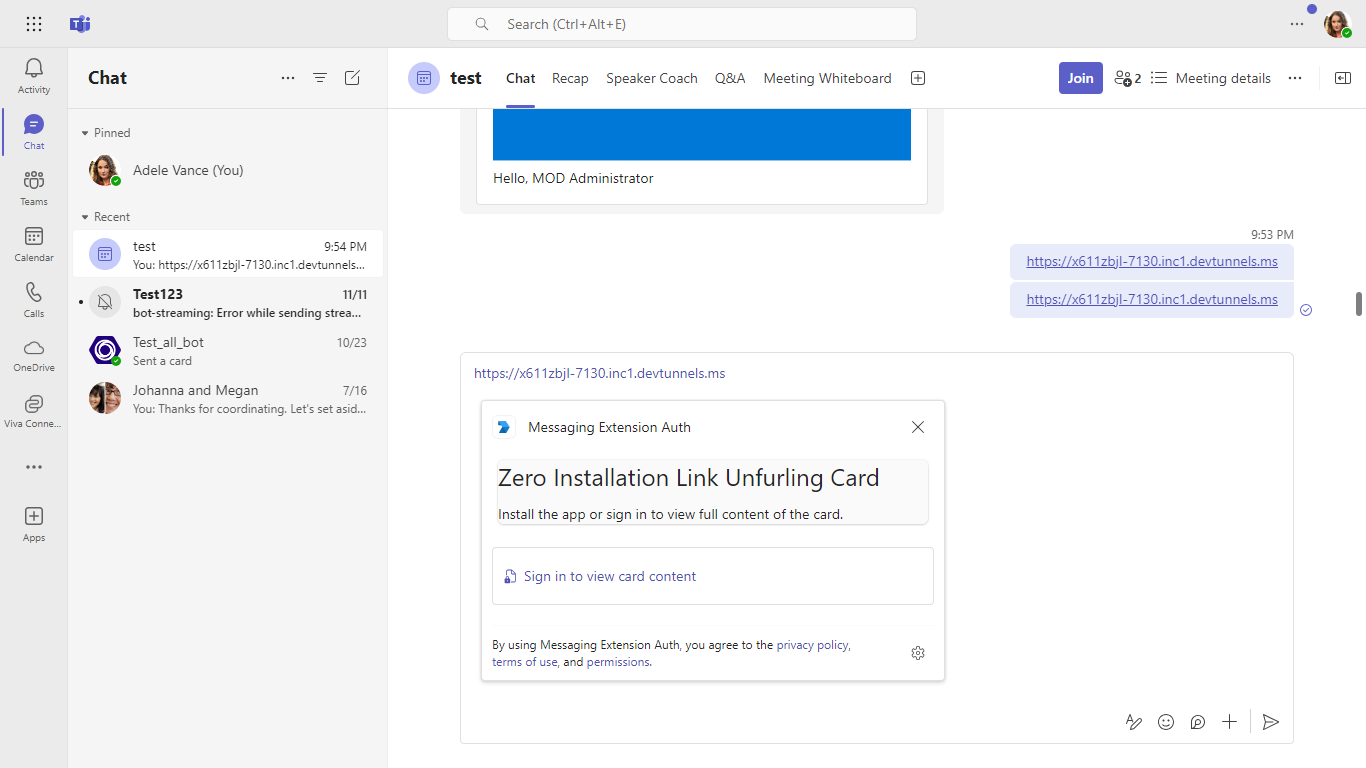 Search (Ctrl+Alt+E)
Activity
Chat
Teams
Calendar
Calls
OneDrive
Viva Conne...
Apps
Chat
Pinned
Adele Vance (You)
Recent
test 9:54 PM
You: https://x611zbjl-7130.inc1.devtunnels...
Test123 11/11
bot-streaming: Error while sending strea...
Test_all_bot 10/23
Sent a card
Johanna and Megan 7/16
You: Thanks for coordinating. Let's set asid...
test Chat Recap Speaker Coach Q&A Meeting Whiteboard Join 2 Meeting details
Hello, MOD Administrator
9:53 PM
https://x611zbjl-7130.inc1.devtunnels.ms
https://x611zbjl-7130.inc1.devtunnels.ms
https://x611zbjl-7130.inc1.devtunnels.ms
Messaging Extension Auth
Zero Installation Link Unfurling Card
Install the app or sign in to view full content of the card.
Sign in to view card content
By using Messaging Extension Auth, you agree to the privacy policy,
terms of use, and permissions.